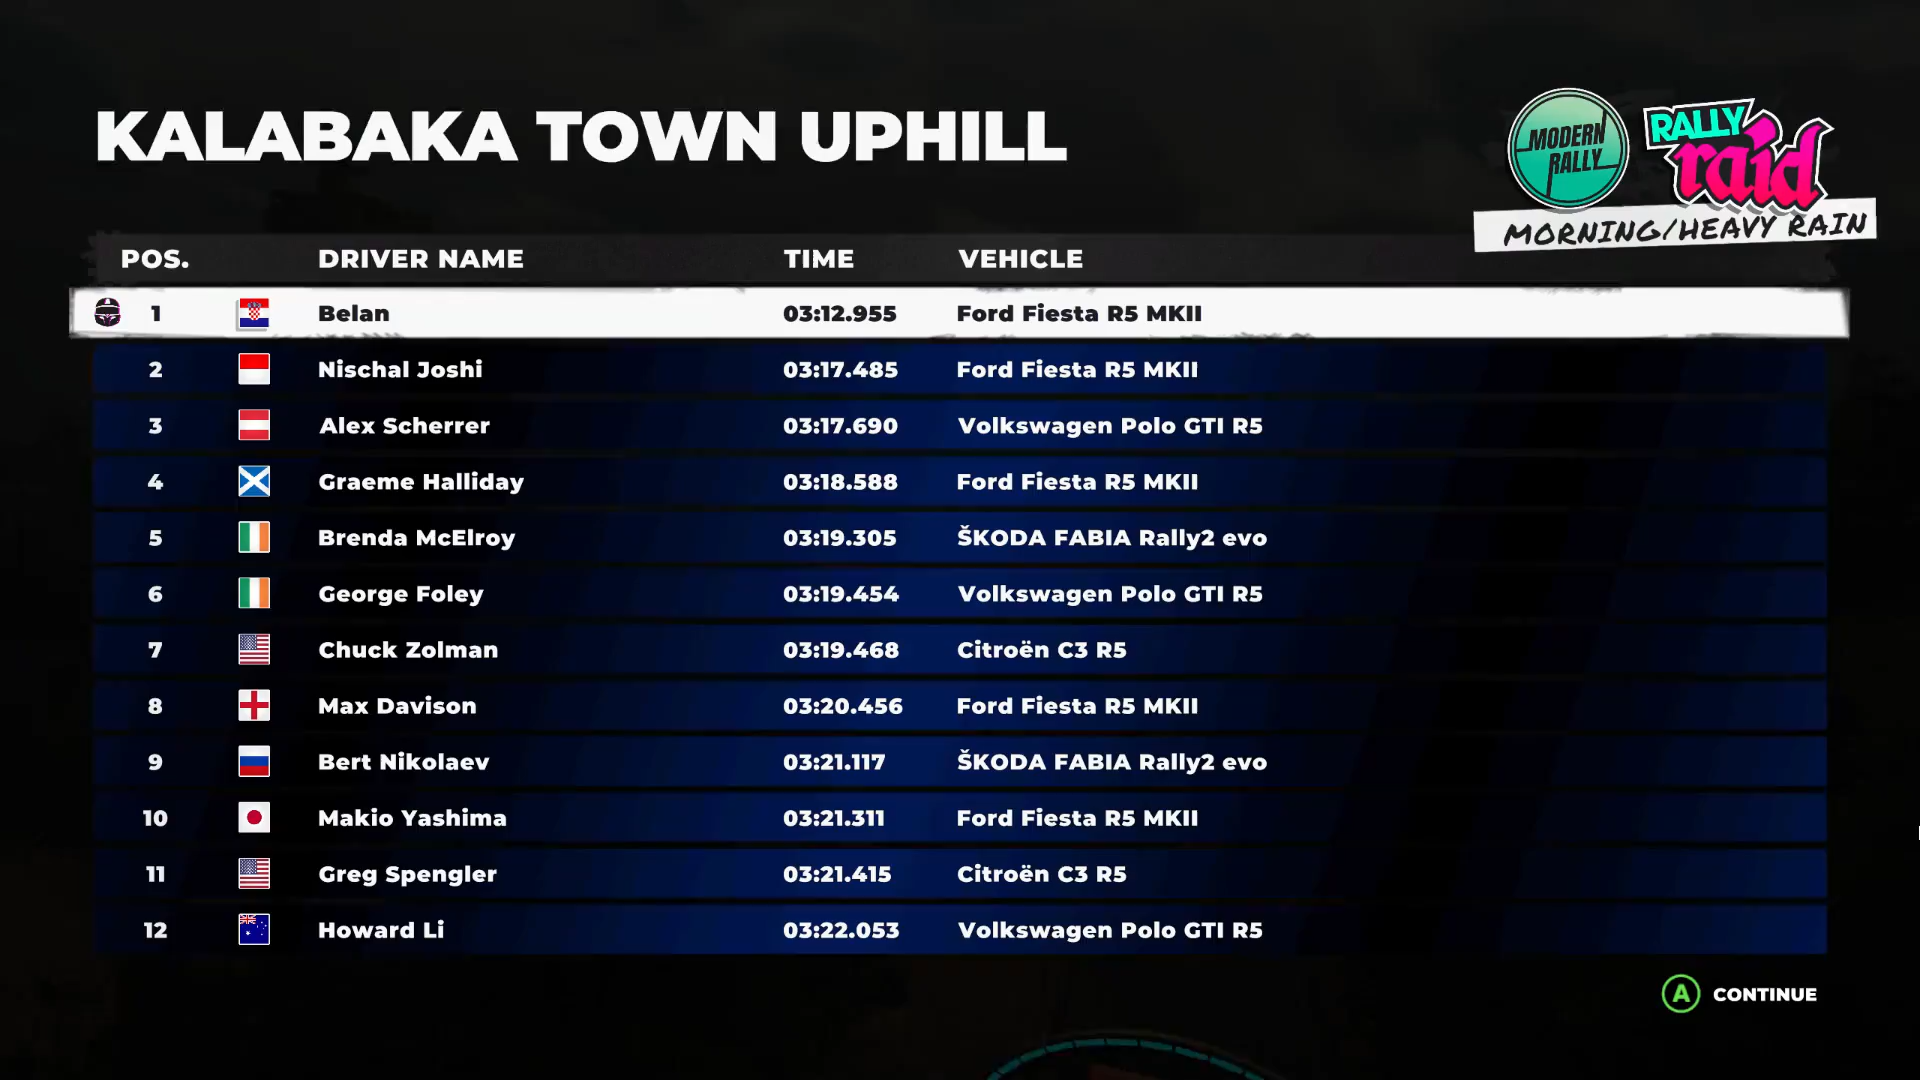 KALABAKA TOWN UPHILL
MODERN
RALLY
RALLY
raid
MORNING/HEAVY RAIN
POS. DRIVER NAME TIME VEHICLE
1 Belan 03:12.955 Ford Fiesta R5 MKII
2 Nischal Joshi 03:17.485 Ford Fiesta R5 MKII
3 Alex Scherrer 03:17.690 Volkswagen Polo GTI R5
4 Graeme Halliday 03:18.588 Ford Fiesta R5 MKII
5 Brenda McElroy 03:19.305 ŠKODA FABIA Rally2 evo
6 George Foley 03:19.454 Volkswagen Polo GTI R5
7 Chuck Zolman 03:19.468 Citroën C3 R5
8 Max Davison 03:20.456 Ford Fiesta R5 MKII
9 Bert Nikolaev 03:21.117 ŠKODA FABIA Rally2 evo
10 Makio Yashima 03:21.311 Ford Fiesta R5 MKII
11 Greg Spengler 03:21.415 Citroën C3 R5
12 Howard Li 03:22.053 Volkswagen Polo GTI R5
A CONTINUE